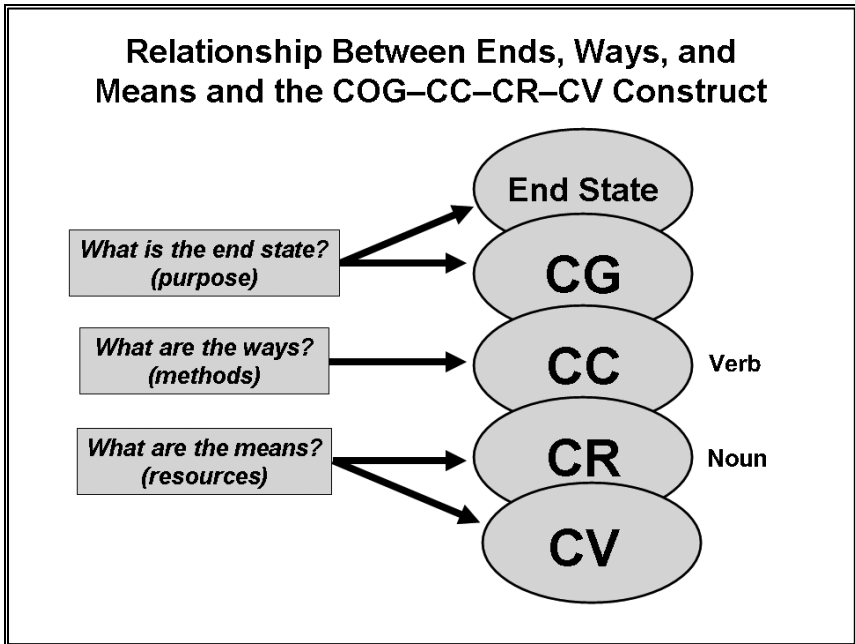 Relationship Between Ends, Ways, and
Means and the COG–CC–CR–CV Construct
End State
What is the end state?
(purpose)
CG
What are the ways?
(methods)
CC
Verb
What are the means?
(resources)
CR
Noun
CV